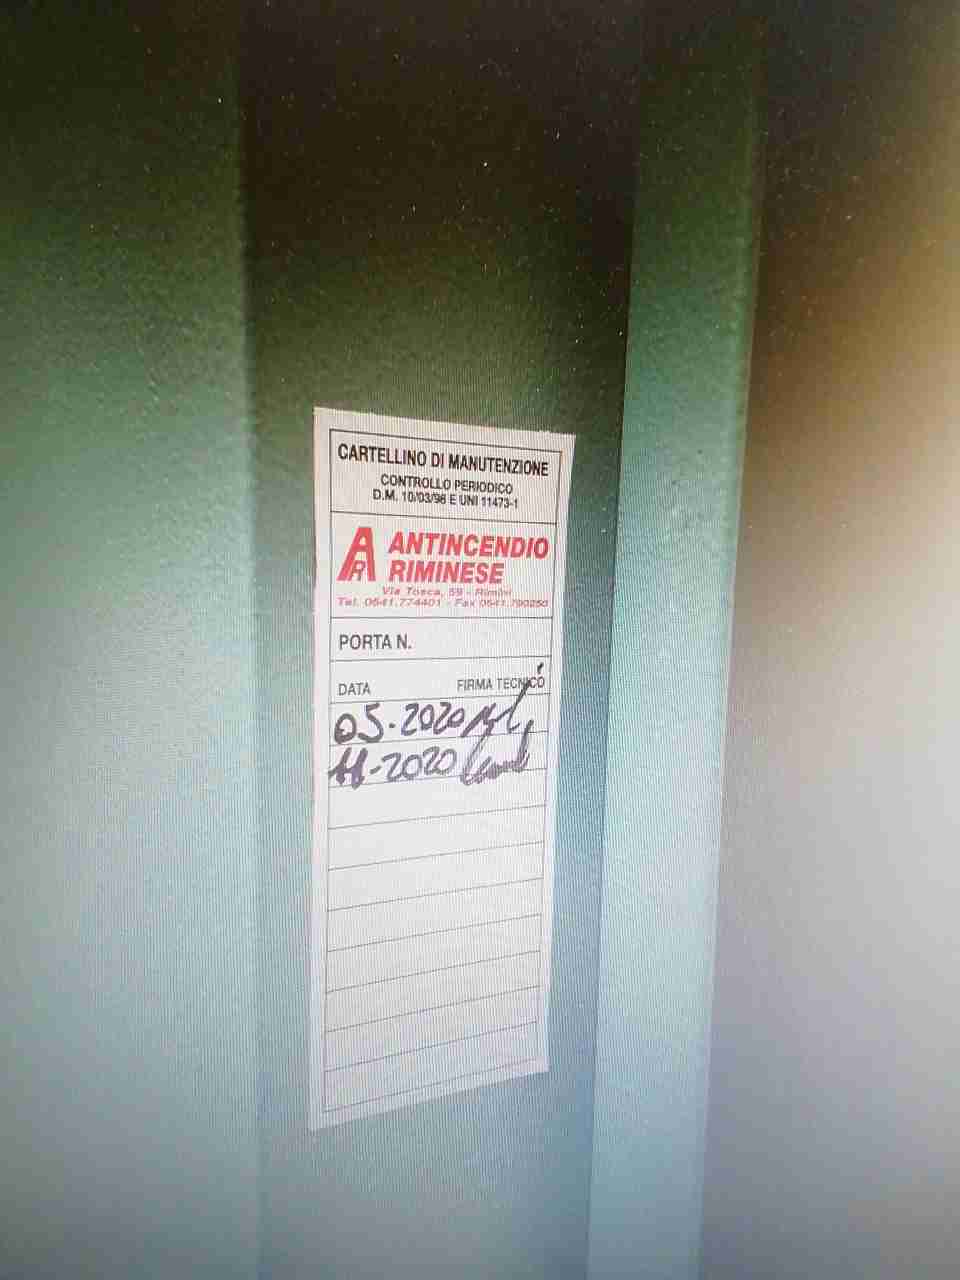 CARTELLINO DI MANUTENZIONE
CONTROLLO PERIODICO
D.M. 10/03/98 E UNI 11473-1
AR ANTINCENDIO
RIMINESE
Via Tosca, 59 - Rimini
Tel. 0541.774401 - Fax 0541.790250
PORTA N.
DATA FIRMA TECNICO
05-2020
11-2020